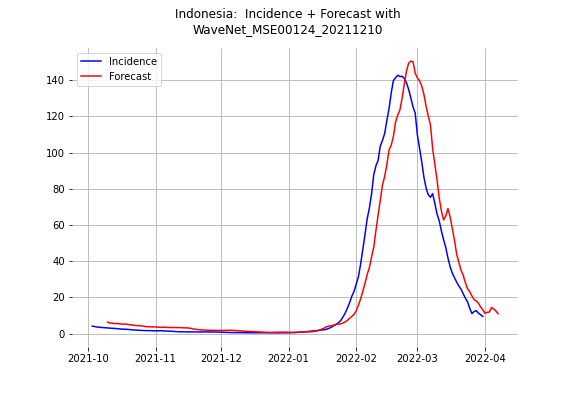 Indonesia:  Incidence + Forecast with
WaveNet_MSE00124_20211210
Incidence
Forecast
140
120
100
80
60
40
20
0
2021-10 2021-11 2021-12 2022-01 2022-02 2022-03 2022-04